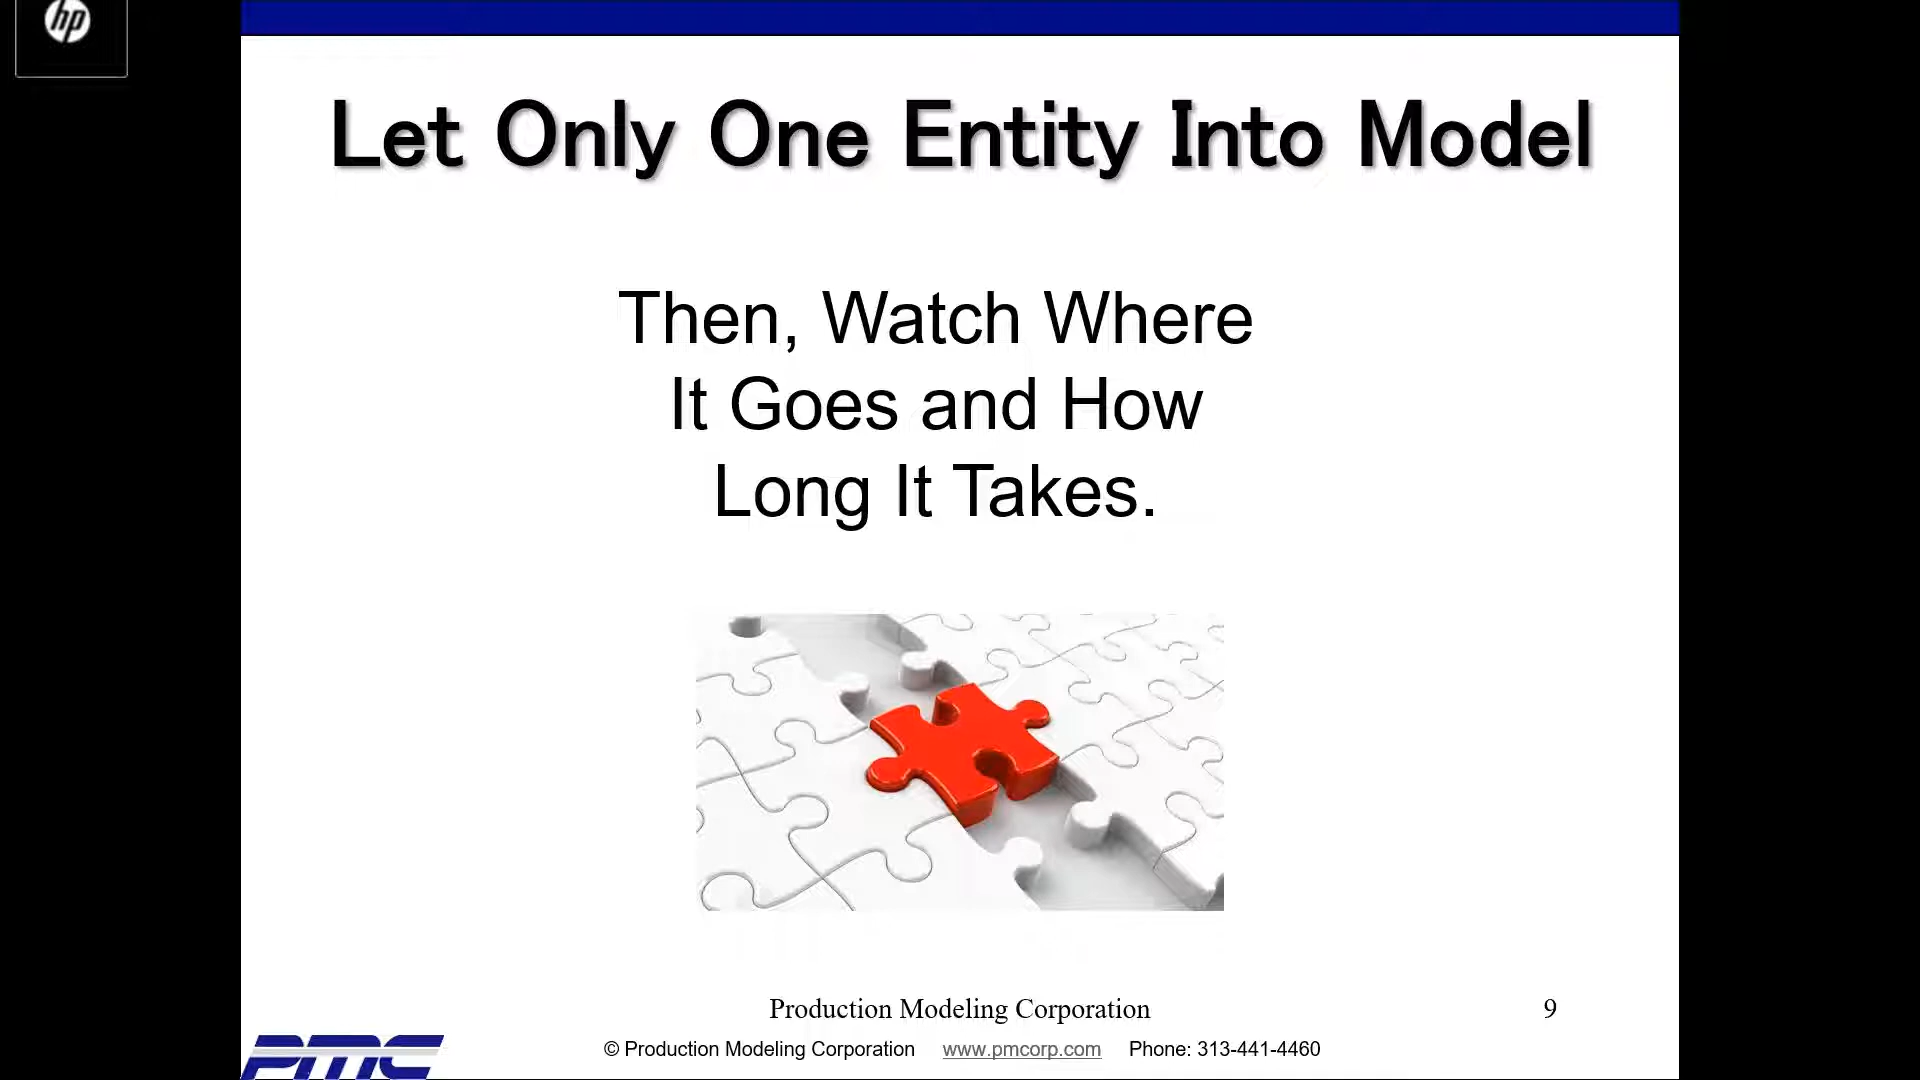 hp
Let Only One Entity Into Model
Then, Watch Where
It Goes and How
Long It Takes.
Production Modeling Corporation
9
PMC
© Production Modeling Corporation www.pmcorp.com Phone: 313-441-4460